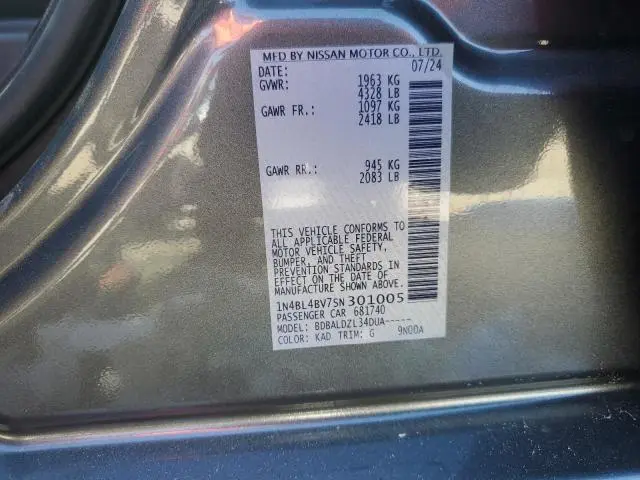 MFD BY NISSAN MOTOR CO., LTD.
DATE: 07/24
GVWR: 1963 KG
4328 LB
GAWR FR.: 1097 KG
2418 LB
GAWR RR.: 945 KG
2083 LB
THIS VEHICLE CONFORMS TO
ALL APPLICABLE FEDERAL
MOTOR VEHICLE SAFETY,
BUMPER, AND THEFT
PREVENTION STANDARDS IN
EFFECT ON THE DATE OF
MANUFACTURE SHOWN ABOVE.
1N4BL4BV7SN301005
PASSENGER CAR 681740
MODEL: BDBALDZL34DUA-----
COLOR: KAD TRIM: G 9N00A